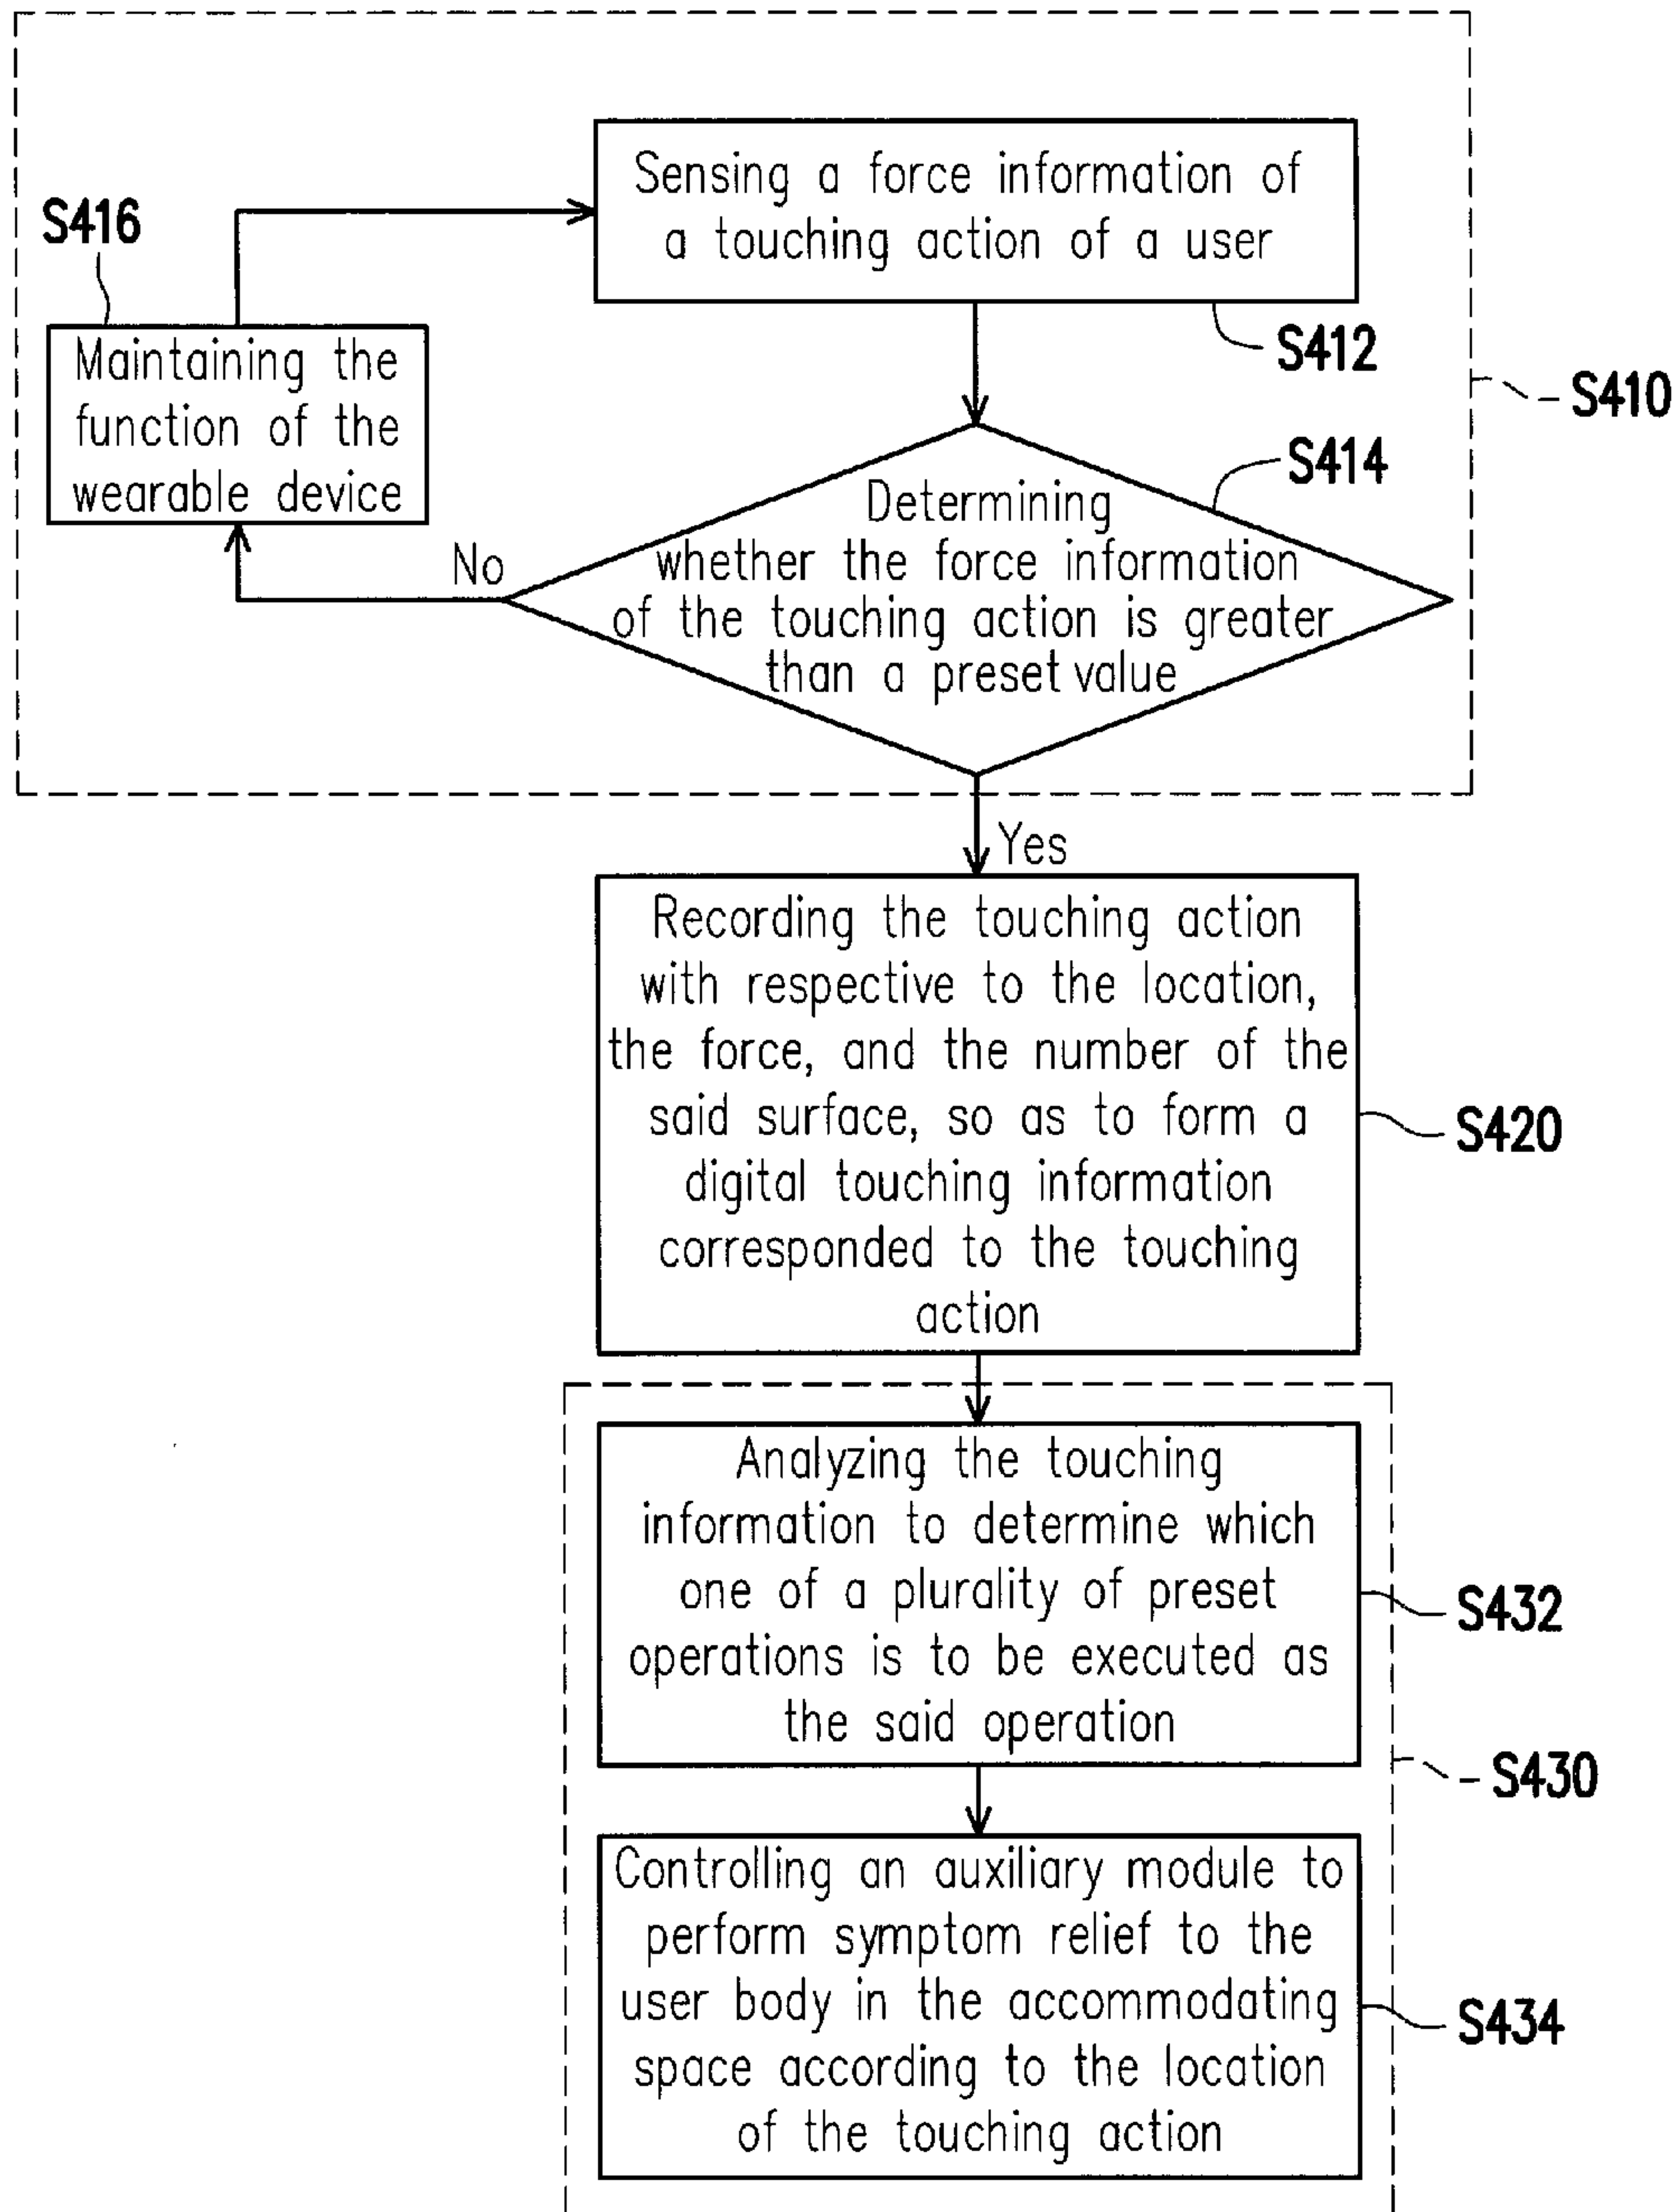 Sensing a force information of
a touching action of a user
S412
S416
Maintaining the
function of the
wearable device
S410
S414
Determining
whether the force information
of the touching action is greater
than a preset value
No
Yes
Recording the touching action
with respective to the location,
the force, and the number of the
said surface, so as to form a
digital touching information
corresponded to the touching
action
S420
Analyzing the touching
information to determine which
one of a plurality of preset
operations is to be executed as
the said operation
S432
S430
Controlling an auxiliary module to
perform symptom relief to the
user body in the accommodating
space according to the location
of the touching action
S434